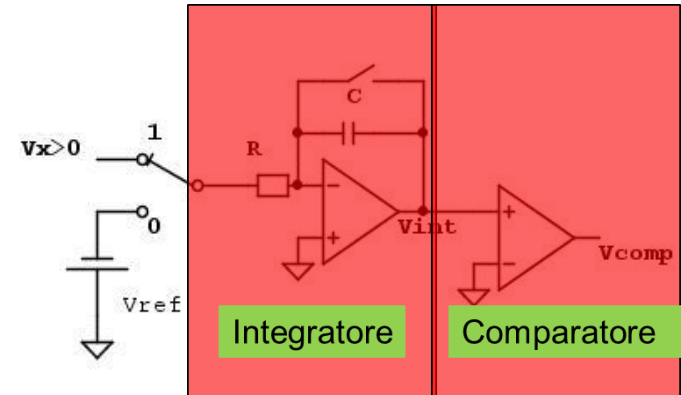 1
C
Vx>0
R
0
Vint
Vcomp
Vref
Integratore
Comparatore